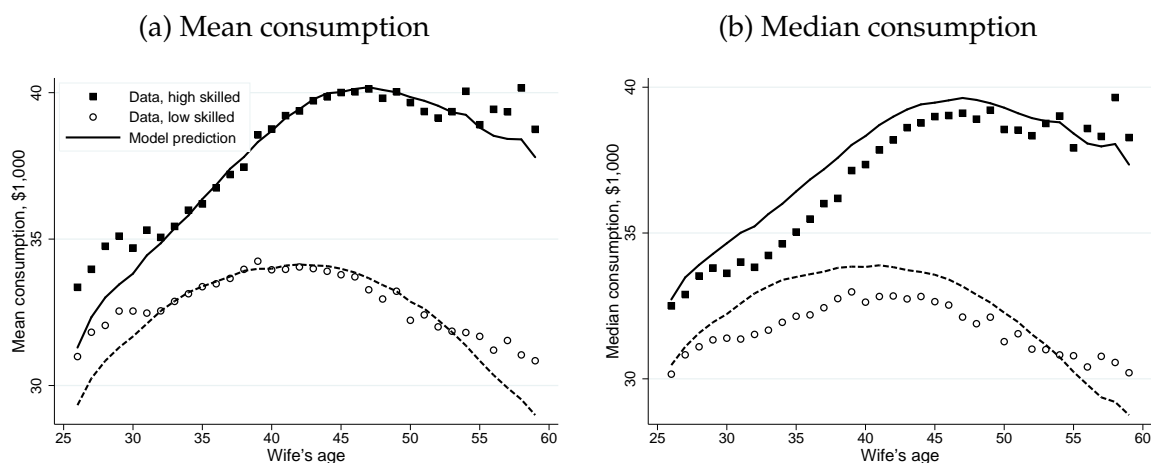 (a) Mean consumption
Mean consumption, $1,000
40
35
30
Data, high skilled
Data, low skilled
Model prediction
25 30 35 40 45 50 55 60
Wife's age
(b) Median consumption
Median consumption, $1,000
40
35
30
25 30 35 40 45 50 55 60
Wife's age